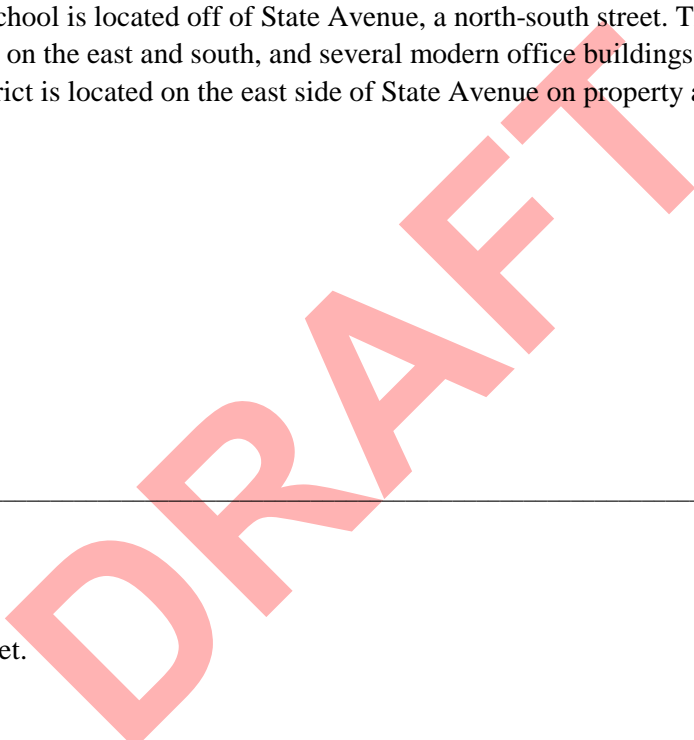 chool is located off of State Avenue, a north-south street. T
on the east and south, and several modern office buildings
rict is located on the east side of State Avenue on property a
DRAFT
et.